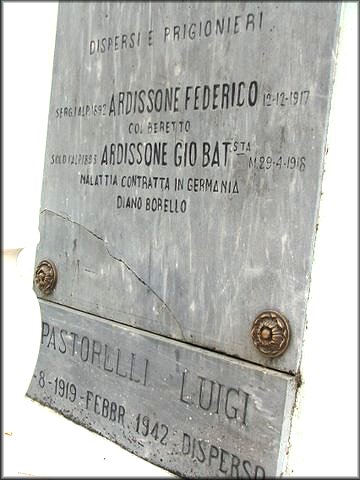 DISPERSI E PRIGIONIERI
SERG.ALP.1892 ARDISSONE FEDERICO 12-12-1917
COL BERETTO
SOLD.ALP.1893 ARDISSONE GIO BATSTA M.29-4-1918
MALATTIA CONTRATTA IN GERMANIA
DIANO BORELLO
PASTORELLI LUIGI
-8-1919-FEBBR.1942 DISPERSO